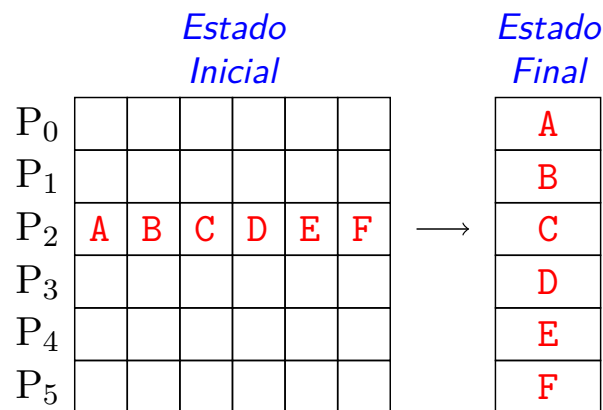 Estado Inicial
Estado Final
P0 A
P1 B
P2 A B C D E F → C
P3 D
P4 E
P5 F